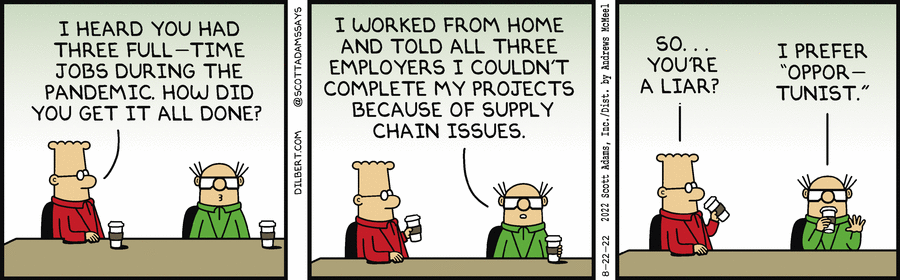 I HEARD YOU HAD
THREE FULL-TIME
JOBS DURING THE
PANDEMIC. HOW DID
YOU GET IT ALL DONE?
DILBERT.COM @SCOTTADAMSSAYS
I WORKED FROM HOME
AND TOLD ALL THREE
EMPLOYERS I COULDN'T
COMPLETE MY PROJECTS
BECAUSE OF SUPPLY
CHAIN ISSUES.
8-22-22 2022 Scott Adams, Inc./Dist. by Andrews McMeel
SO...
YOU'RE
A LIAR?
I PREFER
"OPPOR-
TUNIST."